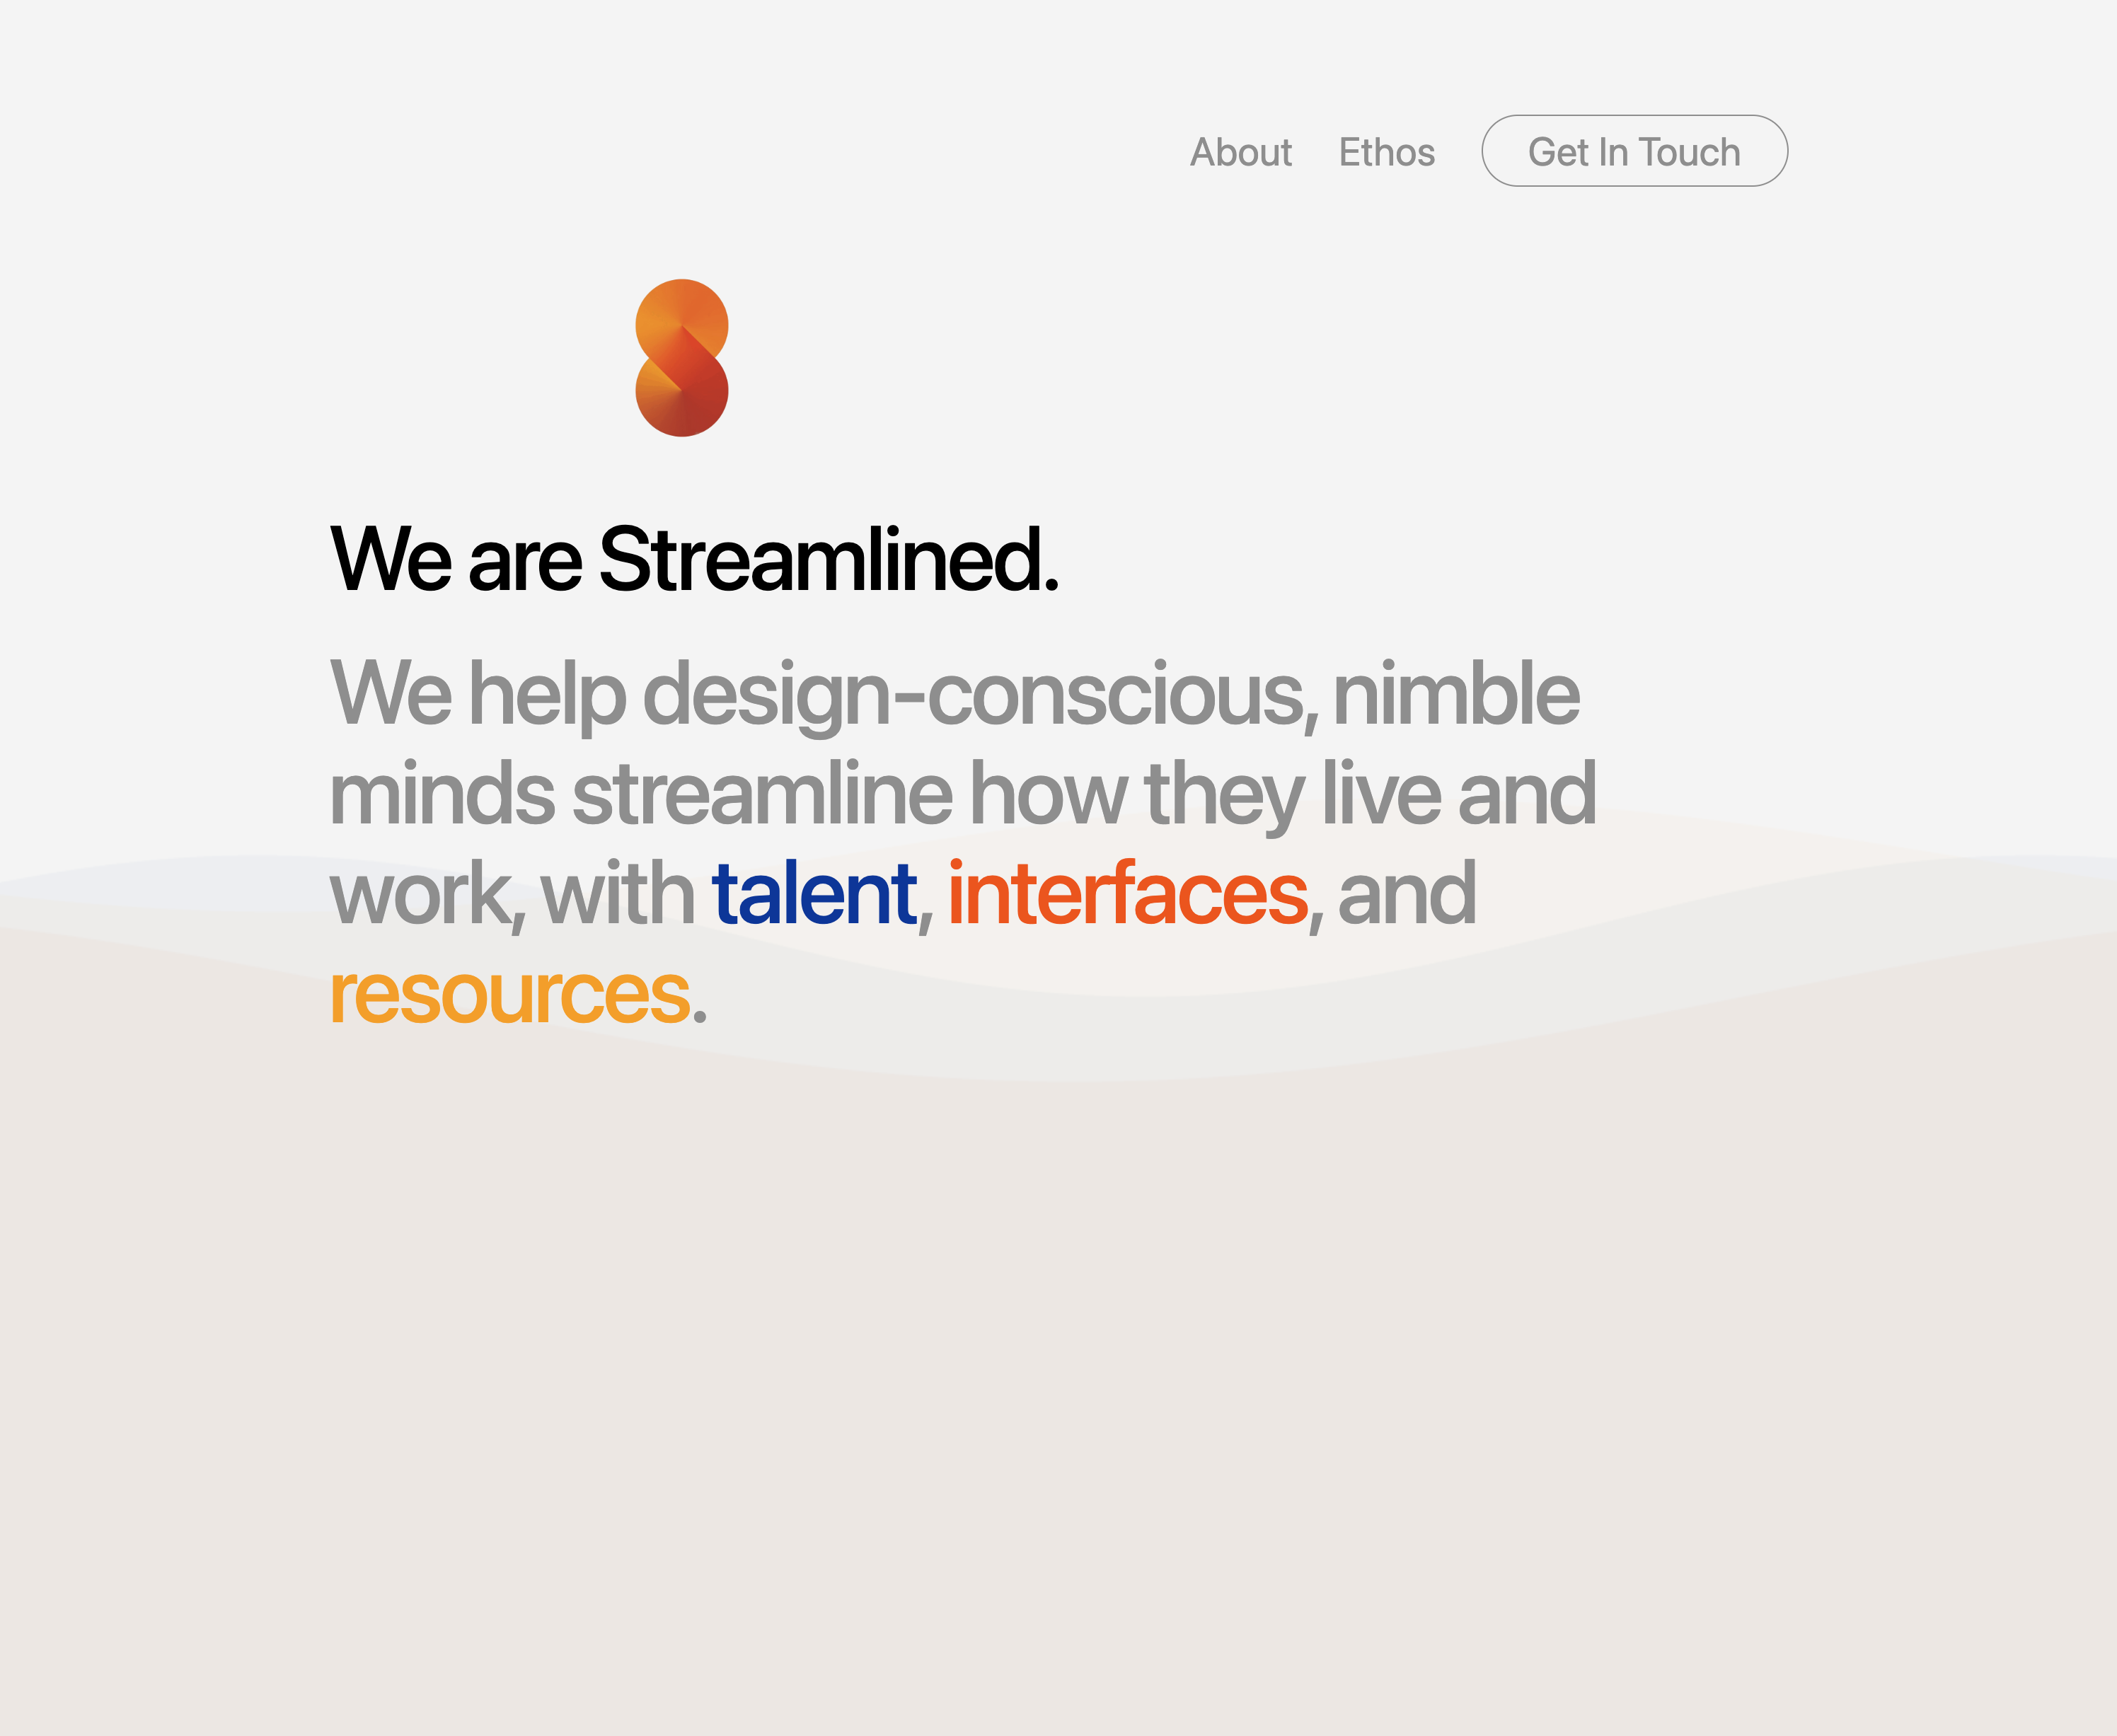 About Ethos Get In Touch
We are Streamlined.
We help design-conscious, nimble
minds streamline how they live and
work, with talent, interfaces, and
resources.